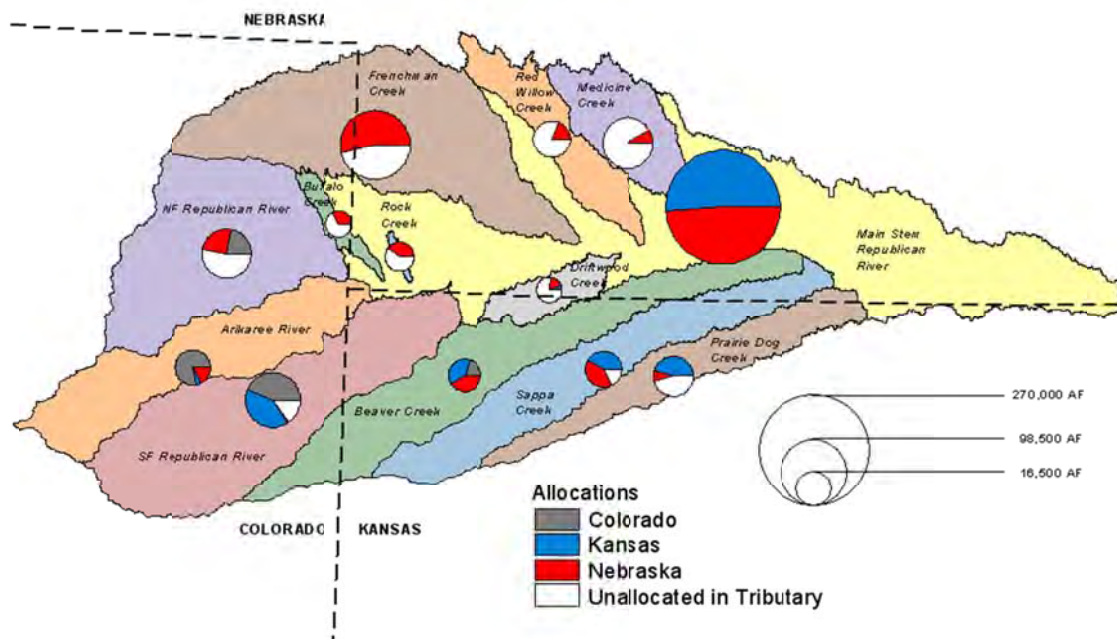 NEBRASKA
Frenchman
Creek
Red
Willow
Creek
Medicine
Creek
Buffalo
Creek
NF Republican River
Rock
Creek
Main Stem
Republican
River
Driftwood
Creek
Arikaree River
Prairie Dog
Creek
Beaver Creek
Sappa
Creek
SF Republican River
270,000 AF
98,500 AF
16,500 AF
COLORADO
KANSAS
Allocations
Colorado
Kansas
Nebraska
Unallocated in Tributary